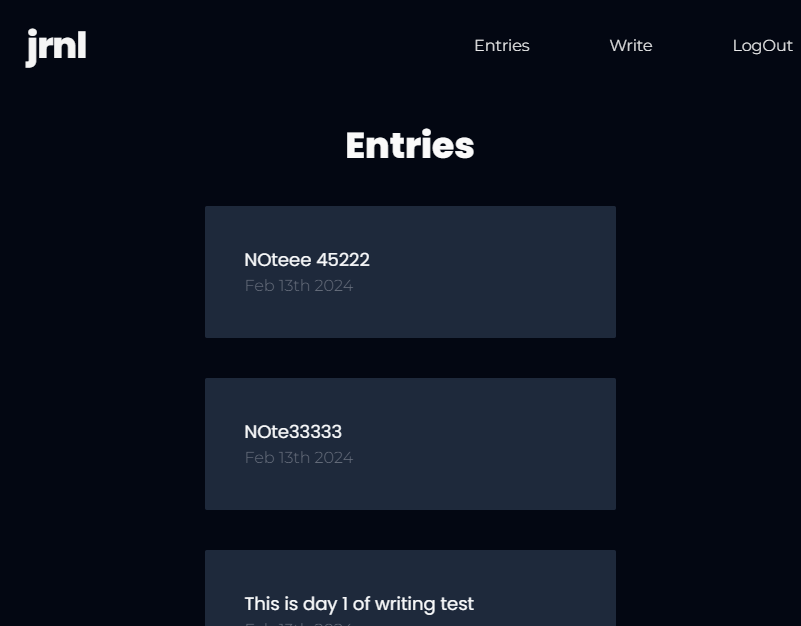 jrnl
Entries Write LogOut
Entries
NOteee 45222
Feb 13th 2024
NOte33333
Feb 13th 2024
This is day 1 of writing test